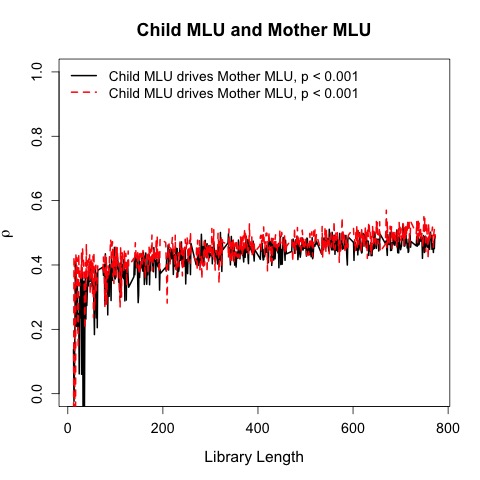 Child MLU and Mother MLU
Child MLU drives Mother MLU, p < 0.001
Child MLU drives Mother MLU, p < 0.001
1.0
0.8
0.6
0.4
0.2
0.0
ρ
0 200 400 600 800
Library Length